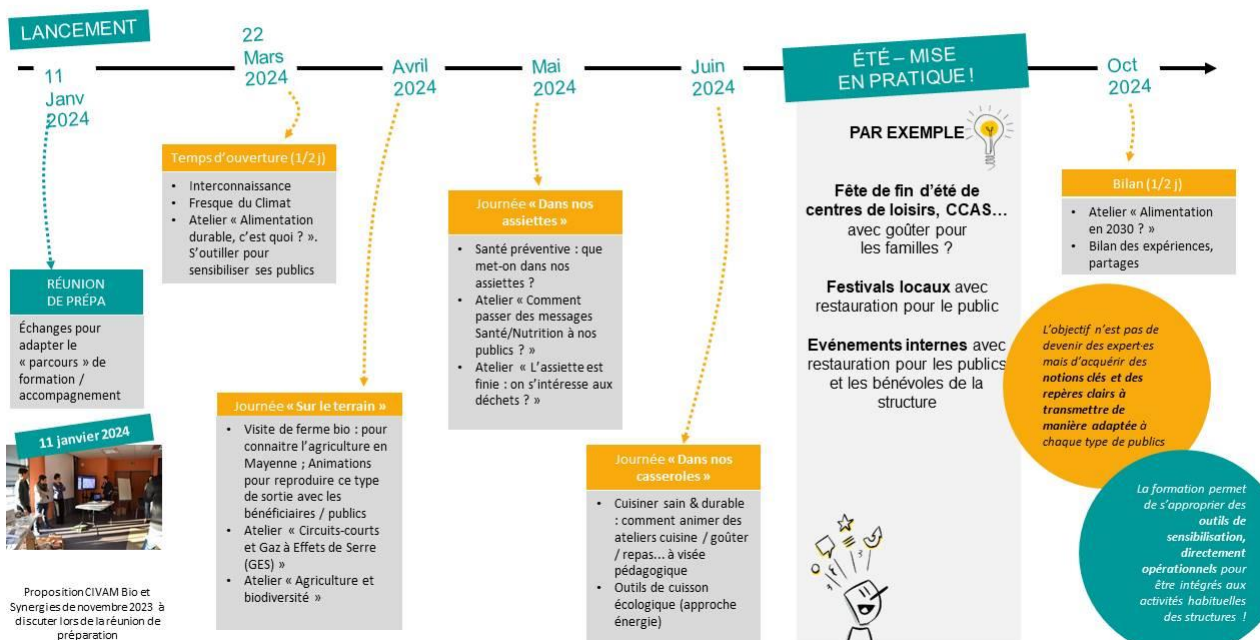 LANCEMENT
11
Janv
2024
22
Mars
2024
Avril
2024
Mai
2024
Juin
2024
ÉTÉ – MISE
EN PRATIQUE !
Oct
2024
RÉUNION
DE PRÉPA
Échanges pour
adapter le
« parcours » de
formation /
accompagnement
11 janvier 2024
Proposition CIVAM Bio et
Synergies de novembre 2023 à
discuter lors de la réunion de
préparation
Temps d'ouverture (1/2 j)
• Interconnaissance
• Fresque du Climat
• Atelier « Alimentation
durable, c'est quoi ? ».
S'outiller pour
sensibiliser ses publics
Journée « Sur le terrain »
• Visite de ferme bio : pour
connaitre l'agriculture en
Mayenne ; Animations
pour reproduire ce type
de sortie avec les
bénéficiaires / publics
• Atelier « Circuits-courts
et Gaz à Effets de Serre
(GES) »
• Atelier « Agriculture et
biodiversité »
Journée « Dans nos
assiettes »
• Santé préventive : que
met-on dans nos
assiettes ?
• Atelier « Comment
passer des messages
Santé/Nutrition à nos
publics ? »
• Atelier « L'assiette est
finie : on s'intéresse aux
déchets ? »
Journée « Dans nos
casseroles »
• Cuisiner sain & durable
: comment animer des
ateliers cuisine / goûter
/ repas... à visée
pédagogique
• Outils de cuisson
écologique (approche
énergie)
PAR EXEMPLE
Fête de fin d'été de
centres de loisirs, CCAS...
avec goûter pour
les familles ?
Festivals locaux avec
restauration pour le public
Evénements internes avec
restauration pour les publics
et les bénévoles de la
structure
Bilan (1/2 j)
• Atelier « Alimentation
en 2030 ? »
• Bilan des expériences,
partages
L'objectif n'est pas de
devenir des expert·es
mais d'acquérir des
notions clés et des
repères clairs à
transmettre de
manière adaptée à
chaque type de publics
La formation permet
de s'approprier des
outils de
sensibilisation,
directement
opérationnels pour
être intégrés aux
activités habituelles
des structures !